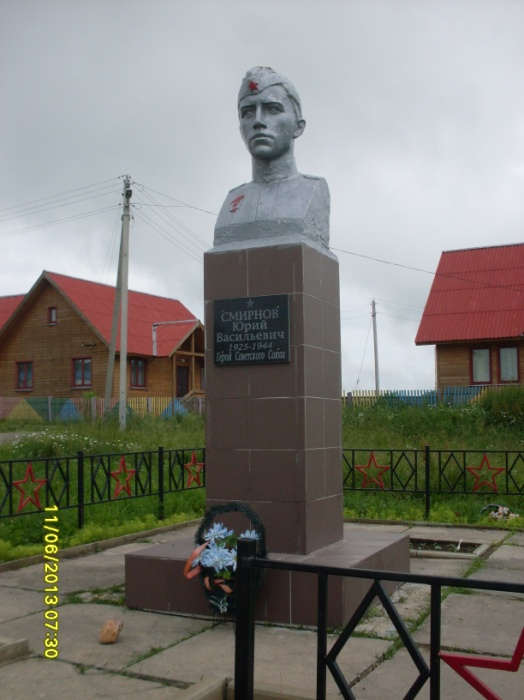 СМИРНОВ
Юрий
Васильевич
1925-1944
Герой Советского Союза
11/06/2013 07:30